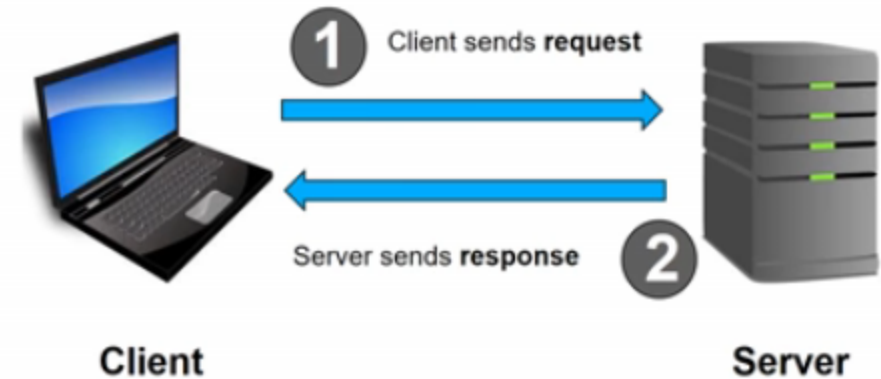 1
Client sends request
Server sends response
2
Client
Server